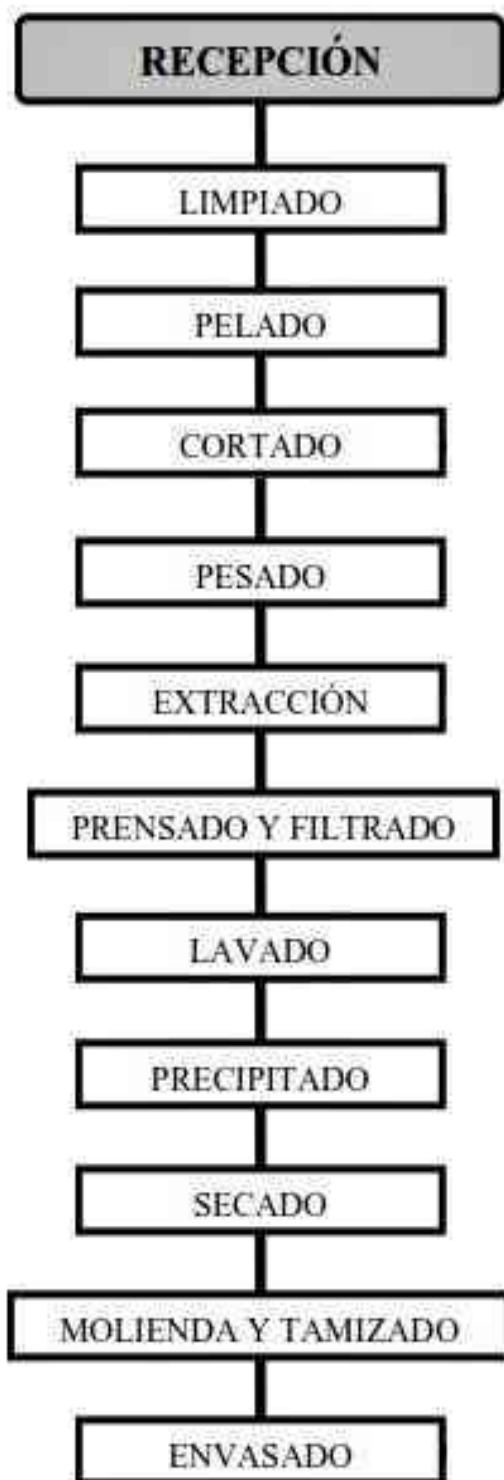 RECEPCIÓN
LIMPIADO
PELADO
CORTADO
PESADO
EXTRACCIÓN
PRENSADO Y FILTRADO
LAVADO
PRECIPITADO
SECADO
MOLIENDA Y TAMIZADO
ENVASADO